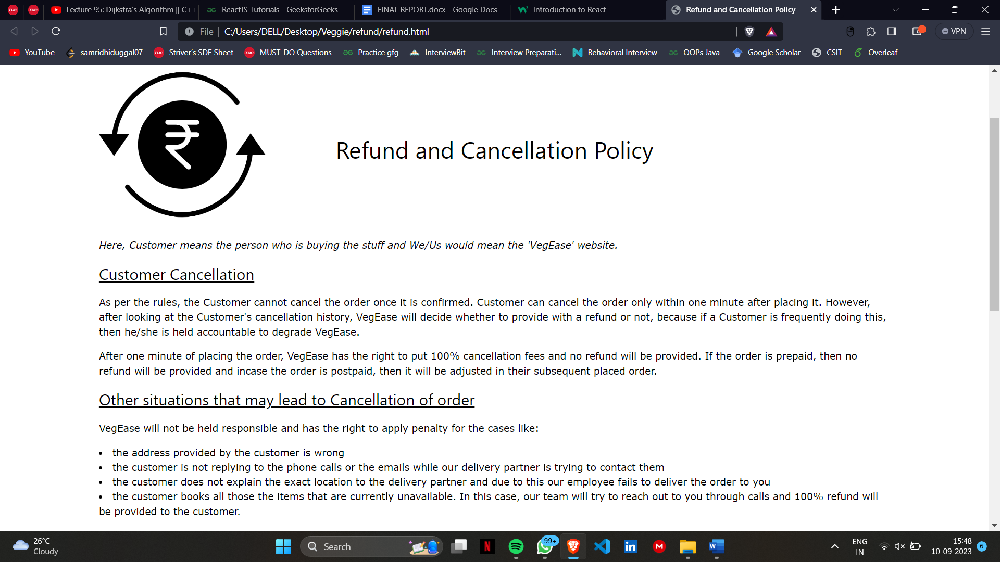 TUF TUF Lecture 95: Dijkstra's Algorithm || C+ ReactJS Tutorials - GeeksforGeeks FINAL REPORT.docx - Google Docs Introduction to React Refund and Cancellation Policy
File C:/Users/DELL/Desktop/Veggie/refund/refund.html VPN
YouTube samridhiduggal07 TUF Striver's SDE Sheet TUF MUST-DO Questions Practice gfg InterviewBit Interview Preparati... Behavioral Interview OOPs Java Google Scholar CSIT Overleaf
₹
Refund and Cancellation Policy
Here, Customer means the person who is buying the stuff and We/Us would mean the 'VegEase' website.
Customer Cancellation
As per the rules, the Customer cannot cancel the order once it is confirmed. Customer can cancel the order only within one minute after placing it. However,
after looking at the Customer's cancellation history, VegEase will decide whether to provide with a refund or not, because if a Customer is frequently doing this,
then he/she is held accountable to degrade VegEase.
After one minute of placing the order, VegEase has the right to put 100% cancellation fees and no refund will be provided. If the order is prepaid, then no
refund will be provided and incase the order is postpaid, then it will be adjusted in their subsequent placed order.
Other situations that may lead to Cancellation of order
VegEase will not be held responsible and has the right to apply penalty for the cases like:
• the address provided by the customer is wrong
• the customer is not replying to the phone calls or the emails while our delivery partner is trying to contact them
• the customer does not explain the exact location to the delivery partner and due to this our employee fails to deliver the order to you
• the customer books all those the items that are currently unavailable. In this case, our team will try to reach out to you through calls and 100% refund will
be provided to the customer.
26°C
Cloudy
Search
99+
ENG
IN
15:48
10-09-2023
6